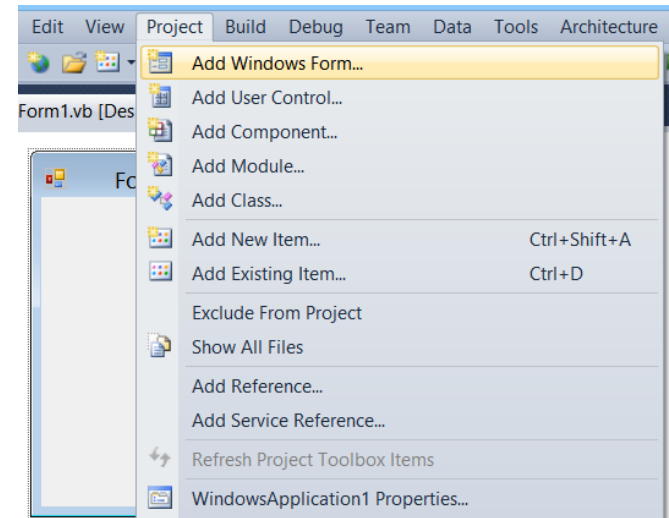 Edit View Project Build Debug Team Data Tools Architecture
Add Windows Form...
Add User Control...
Form1.vb [Des
Add Component...
Add Module...
Fo
Add Class...
Add New Item... Ctrl+Shift+A
Add Existing Item... Ctrl+D
Exclude From Project
Show All Files
Add Reference...
Add Service Reference...
Refresh Project Toolbox Items
WindowsApplication1 Properties...